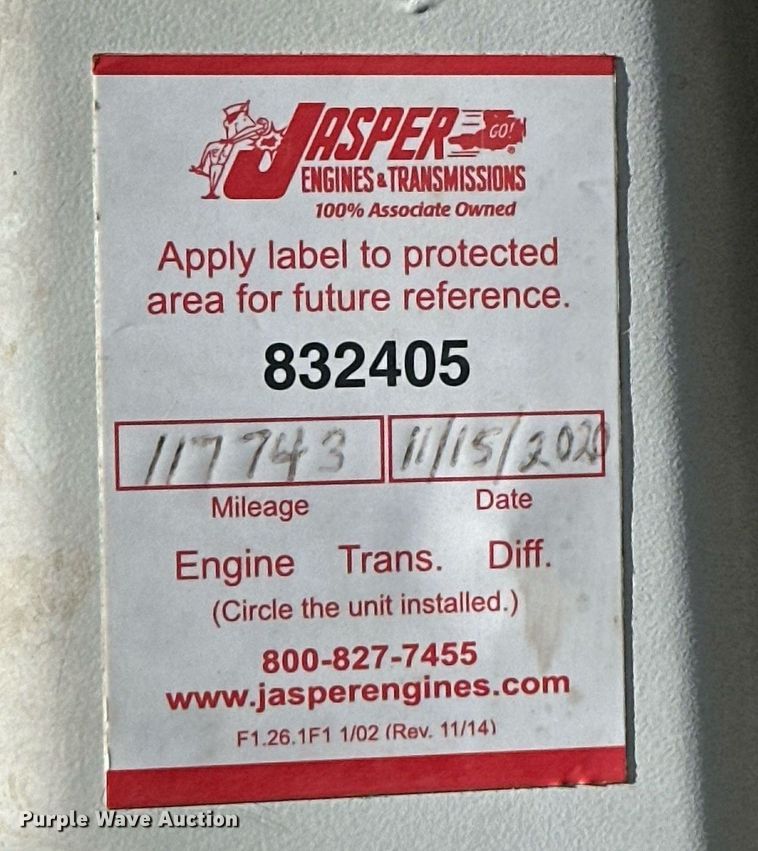 JASPER GO!®
ENGINES & TRANSMISSIONS
100% Associate Owned
Apply label to protected
area for future reference.
832405
117743 11/15/2020
Mileage Date
Engine Trans. Diff.
(Circle the unit installed.)
800-827-7455
www.jasperengines.com
F1.26.1F1 1/02 (Rev. 11/14)
Purple Wave Auction